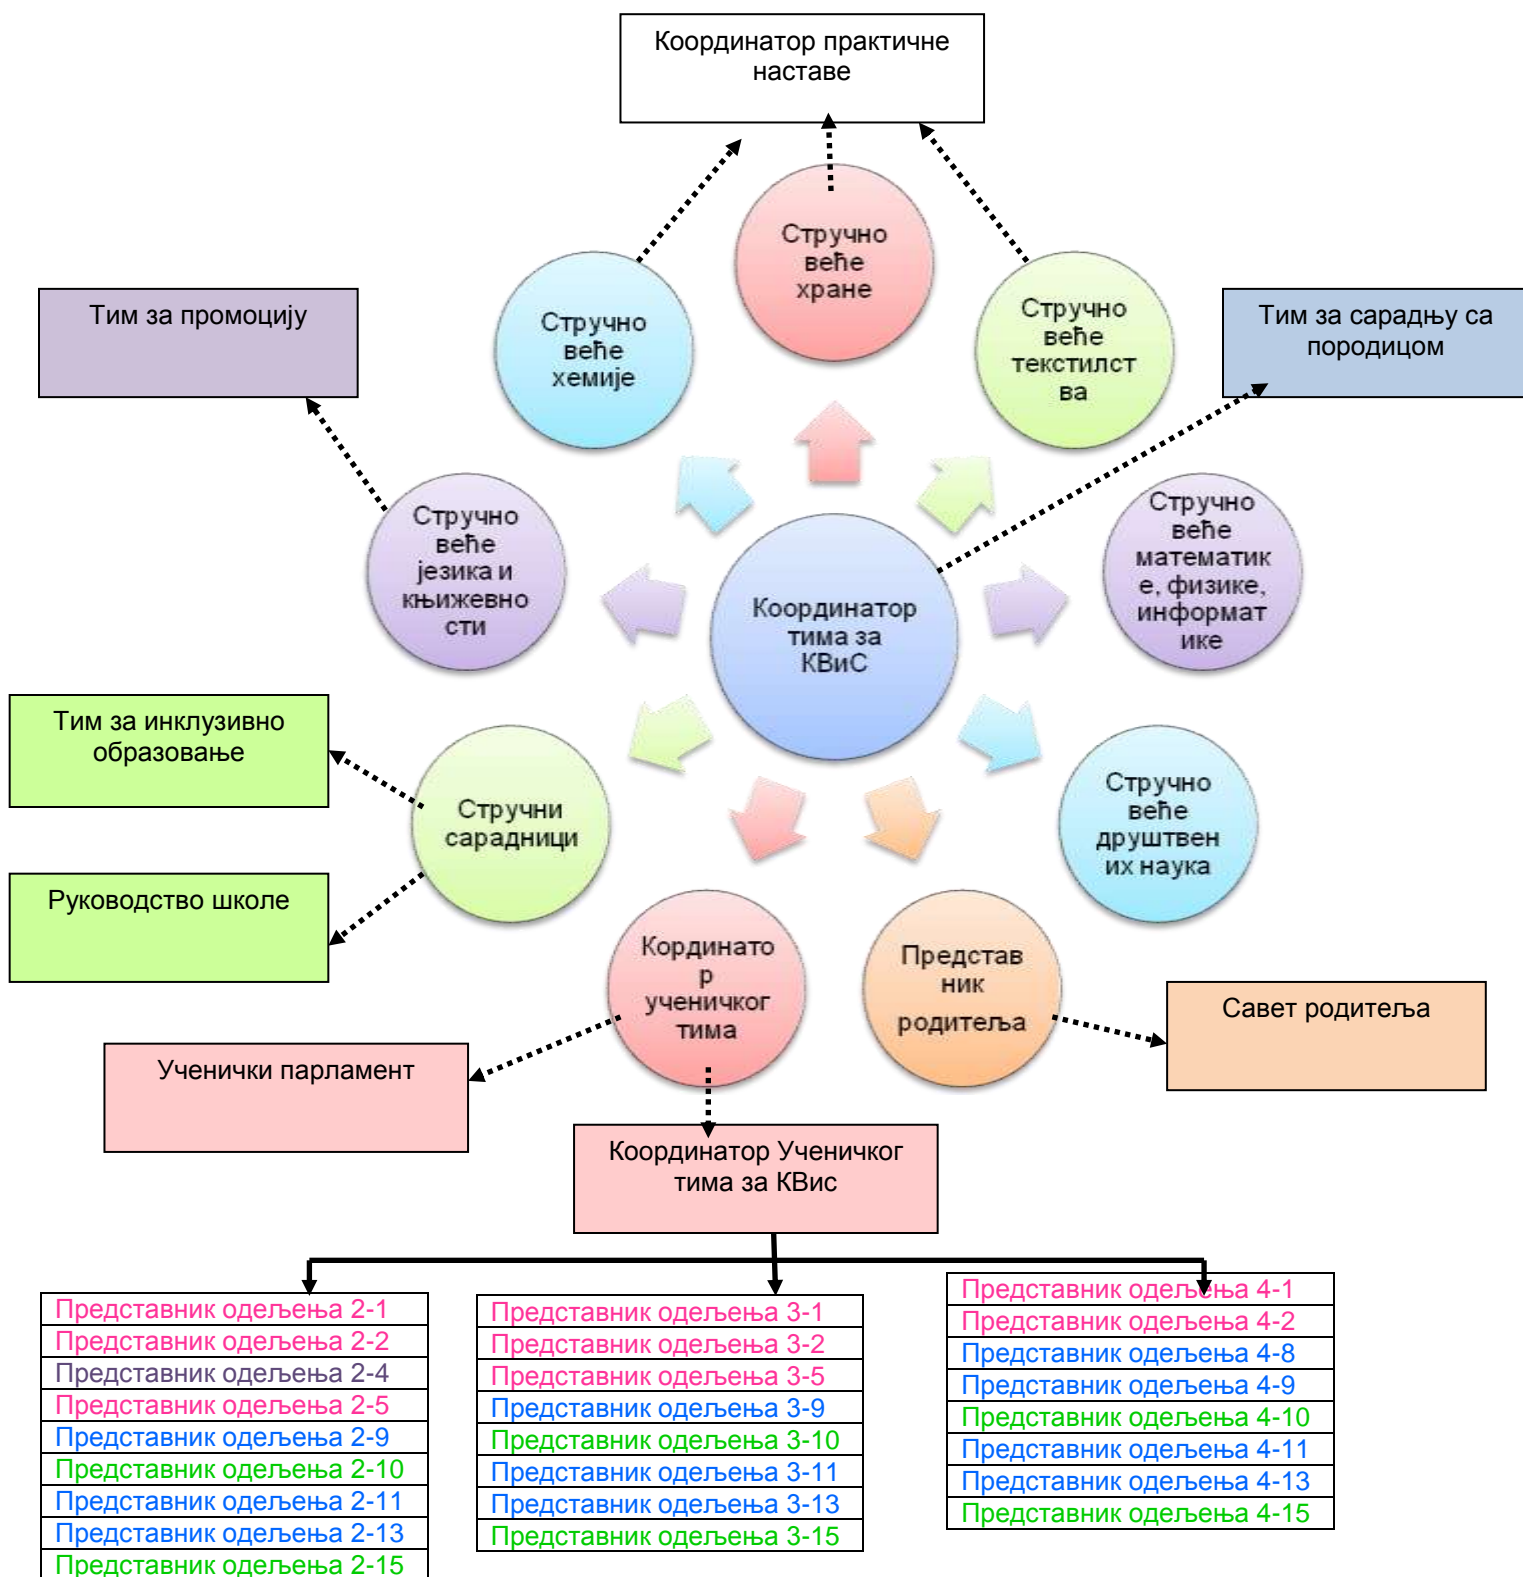 Координатор практичне
наставе
Стручно
веће
хране
Стручно
веће
хемије
Стручно
веће
текстилст
ва
Тим за промоцију
Тим за сарадњу са
породицом
Стручно
веће
језика и
књижевно
сти
Стручно
веће
математик
е, физике,
информат
ике
Координатор
тима за
КВиС
Тим за инклузивно
образовање
Стручни
сарадници
Стручно
веће
друштвен
их наука
Руководство школе
Кординато
р
ученичког
тима
Представ
ник
родитеља
Савет родитеља
Ученички парламент
Координатор Ученичког
тима за КВис
Представник одељења 2-1
Представник одељења 2-2
Представник одељења 2-4
Представник одељења 2-5
Представник одељења 2-9
Представник одељења 2-10
Представник одељења 2-11
Представник одељења 2-13
Представник одељења 2-15
Представник одељења 3-1
Представник одељења 3-2
Представник одељења 3-5
Представник одељења 3-9
Представник одељења 3-10
Представник одељења 3-11
Представник одељења 3-13
Представник одељења 3-15
Представник одељења 4-1
Представник одељења 4-2
Представник одељења 4-8
Представник одељења 4-9
Представник одељења 4-10
Представник одељења 4-11
Представник одељења 4-13
Представник одељења 4-15